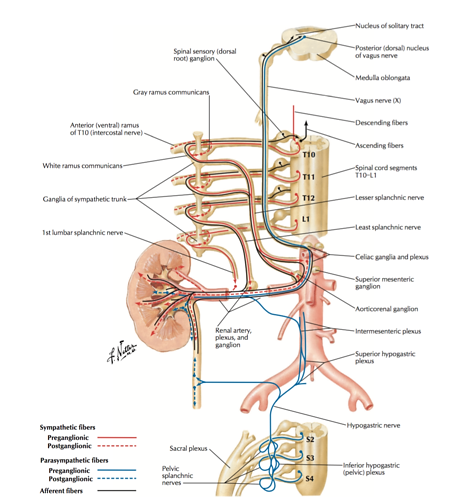 Nucleus of solitary tract
Spinal sensory (dorsal
root) ganglion
Posterior (dorsal) nucleus
of vagus nerve
Medulla oblongata
Gray ramus communicans
Vagus nerve (X)
Anterior (ventral) ramus
of T10 (intercostal nerve)
Descending fibers
Ascending fibers
T10
White ramus communicans
Spinal cord segments
T10–L1
T11
Ganglia of sympathetic trunk
T12
Lesser splanchnic nerve
L1
Least splanchnic nerve
1st lumbar splanchnic nerve
Celiac ganglia and plexus
Superior mesenteric
ganglion
Aorticorenal ganglion
Renal artery,
plexus, and
ganglion
Intermesenteric plexus
Superior hypogastric
plexus
Hypogastric nerve
Sympathetic fibers
Preganglionic
Postganglionic
Parasympathetic fibers
Preganglionic
Postganglionic
Afferent fibers
Sacral plexus
S2
S3
S4
Pelvic
splanchnic
nerves
Inferior hypogastric
(pelvic) plexus